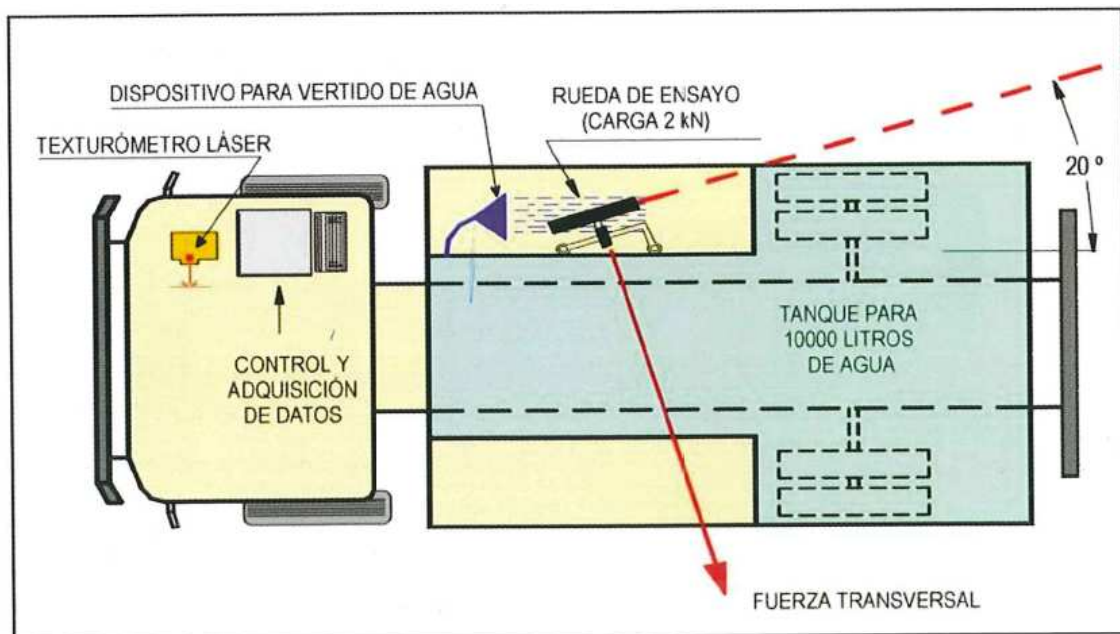 DISPOSITIVO PARA VERTIDO DE AGUA
RUEDA DE ENSAYO
(CARGA 2 kN)
TEXTURÓMETRO LÁSER
20 º
CONTROL Y
ADQUISICIÓN
DE DATOS
TANQUE PARA
10000 LITROS
DE AGUA
FUERZA TRANSVERSAL